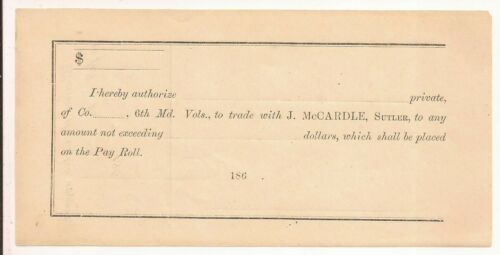 $
I hereby authorize private,
of Co. , 6th Md. Vols., to trade with J. McCARDLE, SUTLER, to any
amount not exceeding dollars, which shall be placed
on the Pay Roll.
186